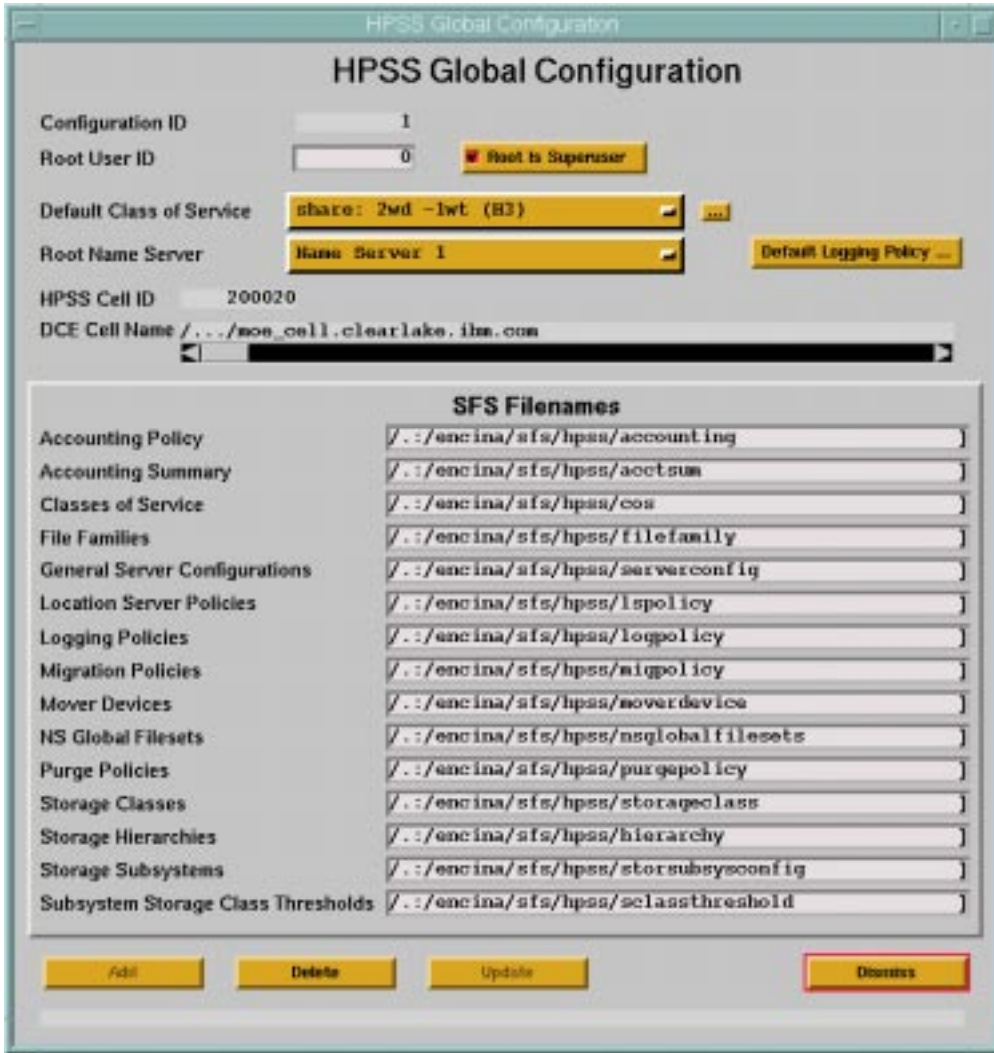 HPSS Global Configuration
HPSS Global Configuration
Configuration ID 1
Root User ID 0 Root is Superuser
Default Class of Service share: 2wd -1wt (H3) ...
Root Name Server Name Server 1 Default Logging Policy ...
HPSS Cell ID 200020
DCE Cell Name /.../moe_cell.clearlake.ibm.com
SFS Filenames
Accounting Policy /.:/encina/sfs/hpss/accounting
Accounting Summary /.:/encina/sfs/hpss/acctsum
Classes of Service /.:/encina/sfs/hpss/cos
File Families /.:/encina/sfs/hpss/filefamily
General Server Configurations /.:/encina/sfs/hpss/serverconfig
Location Server Policies /.:/encina/sfs/hpss/lspolicy
Logging Policies /.:/encina/sfs/hpss/logpolicy
Migration Policies /.:/encina/sfs/hpss/migpolicy
Mover Devices /.:/encina/sfs/hpss/moverdevice
NS Global Filesets /.:/encina/sfs/hpss/nsglobalfilesets
Purge Policies /.:/encina/sfs/hpss/purgepolicy
Storage Classes /.:/encina/sfs/hpss/storageclass
Storage Hierarchies /.:/encina/sfs/hpss/hierarchy
Storage Subsystems /.:/encina/sfs/hpss/storsubsysconfig
Subsystem Storage Class Thresholds /.:/encina/sfs/hpss/sclassthreshold
Add Delete Update Dismiss